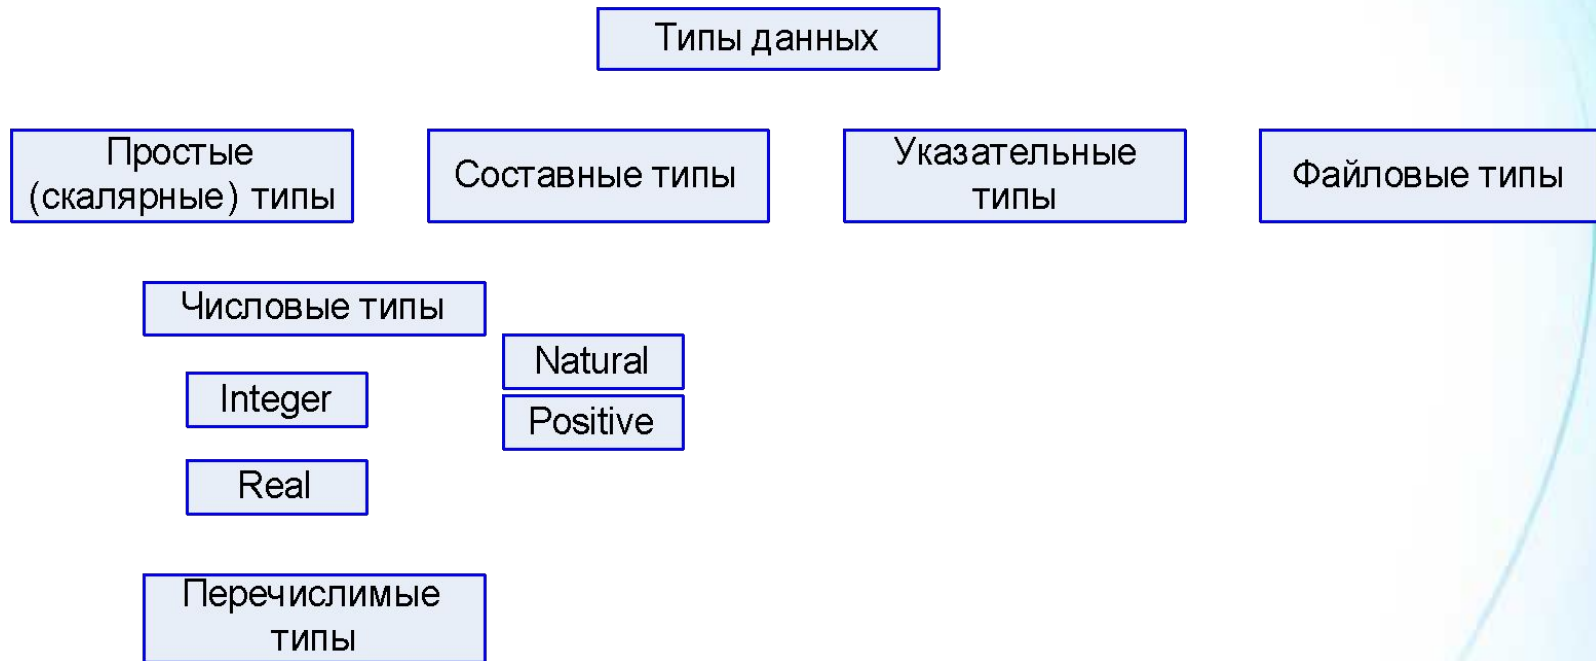 Типы данных
Простые
(скалярные) типы
Составные типы
Указательные
типы
Файловые типы
Числовые типы
Natural
Integer
Positive
Real
Перечислимые
типы